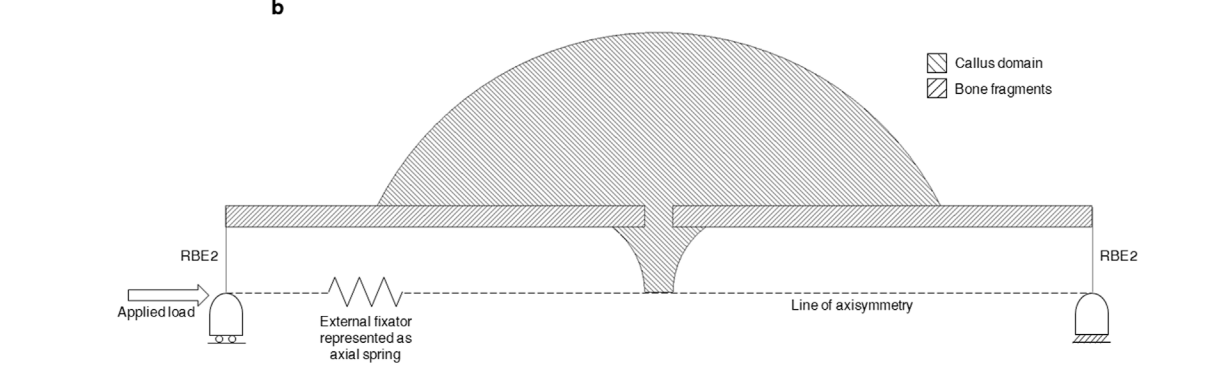 b
Callus domain
Bone fragments
RBE2
RBE2
Applied load
Line of axisymmetry
External fixator
represented as
axial spring